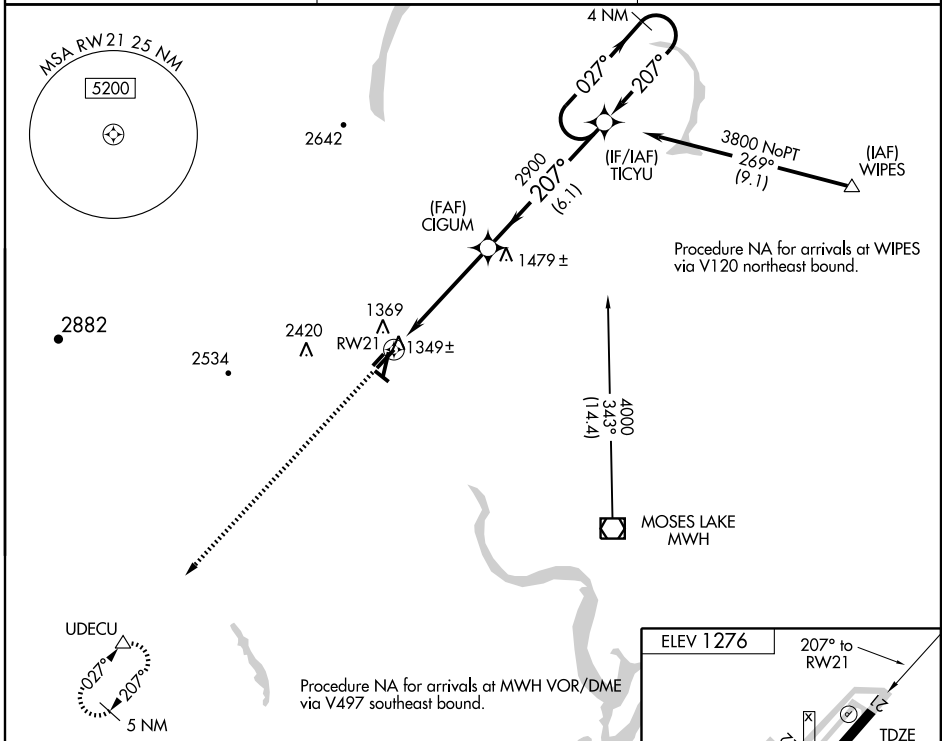 4 NM
MSA RW21 25 NM
5200
027°
207°
2642
3800 NoPT
269°
(9.1)
(IAF)
WIPES
(IF/IAF)
TICYU
2900
207°
(6.1)
(FAF)
CIGUM
1479 ±
Procedure NA for arrivals at WIPES
via V120 northeast bound.
1369
2882
2420
RW21
1349±
2534
4000
343°
(14.4)
MOSES LAKE
MWH
UDECU
027°
207°
5 NM
Procedure NA for arrivals at MWH VOR/DME
via V497 southeast bound.
ELEV 1276
207° to
RW21
X
P
21
TDZE